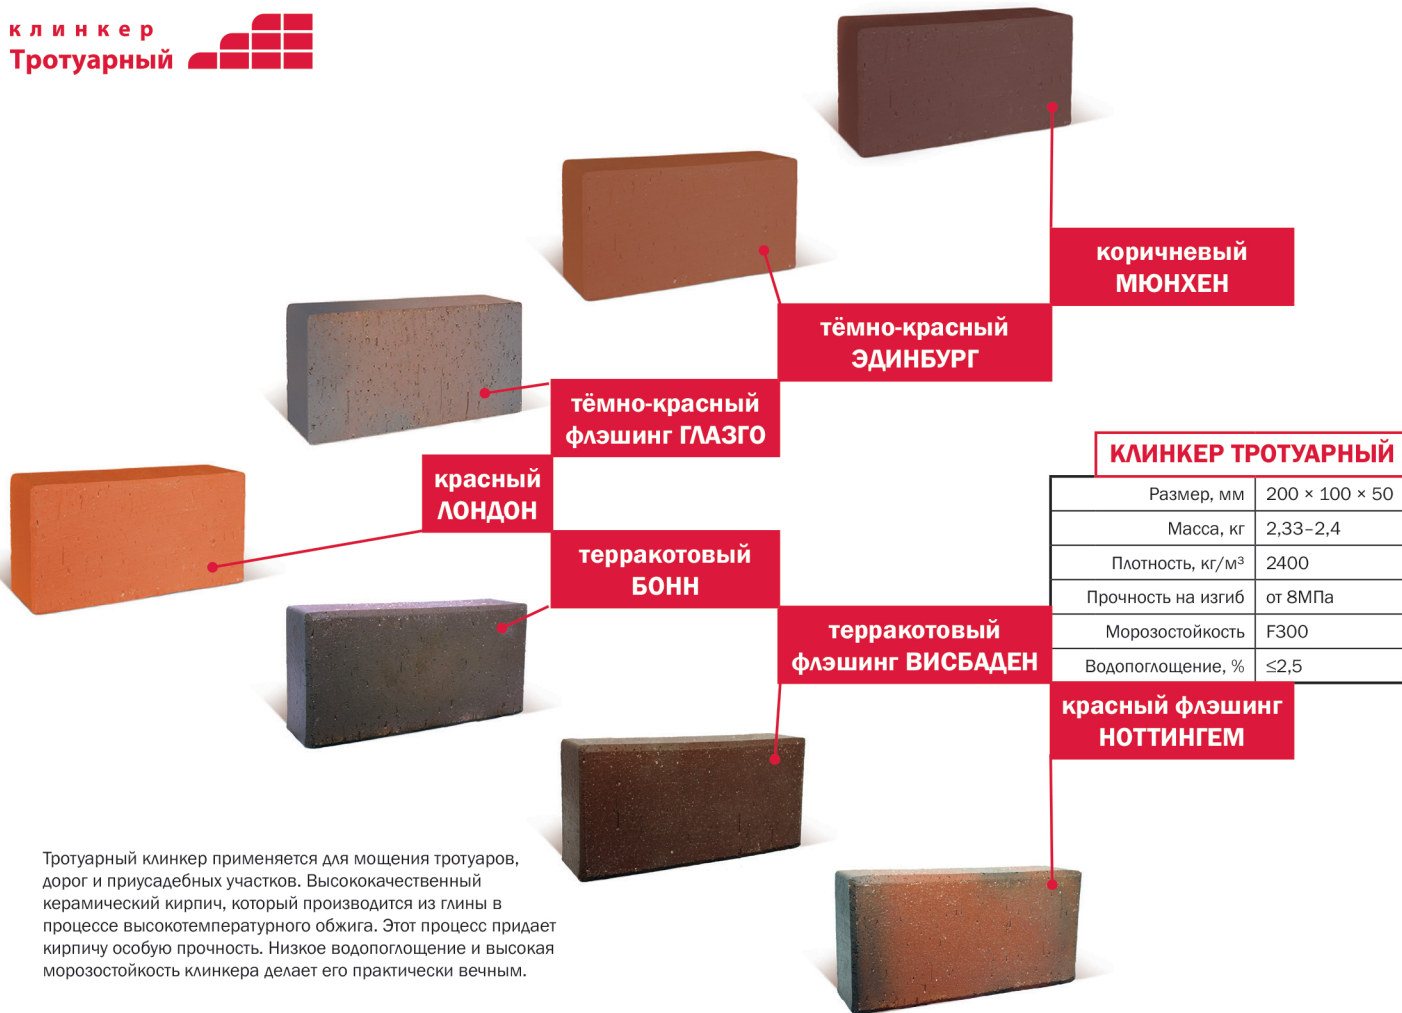 клинкер
Тротуарный
коричневый
МЮНХЕН
тёмно-красный
ЭДИНБУРГ
тёмно-красный
флэшинг ГЛАЗГО
красный
ЛОНДОН
терракотовый
БОНН
терракотовый
флэшинг ВИСБАДЕН
красный флэшинг
НОТТИНГЕМ
КЛИНКЕР ТРОТУАРНЫЙ
Размер, мм 200 × 100 × 50
Масса, кг 2,33–2,4
Плотность, кг/м³ 2400
Прочность на изгиб от 8МПа
Морозостойкость F300
Водопоглощение, % ≤2,5
Тротуарный клинкер применяется для мощения тротуаров,
дорог и приусадебных участков. Высококачественный
керамический кирпич, который производится из глины в
процессе высокотемпературного обжига. Этот процесс придает
кирпичу особую прочность. Низкое водопоглощение и высокая
морозостойкость клинкера делает его практически вечным.